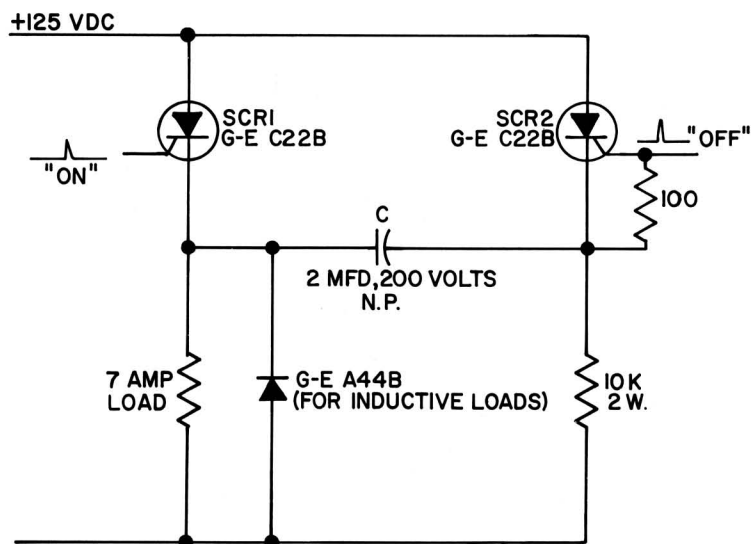 +125 VDC
SCR1
G-E C22B
"ON"
SCR2
G-E C22B
"OFF"
100
C
2 MFD,200 VOLTS
N.P.
7 AMP
LOAD
G-E A44B
(FOR INDUCTIVE LOADS)
10K
2 W.